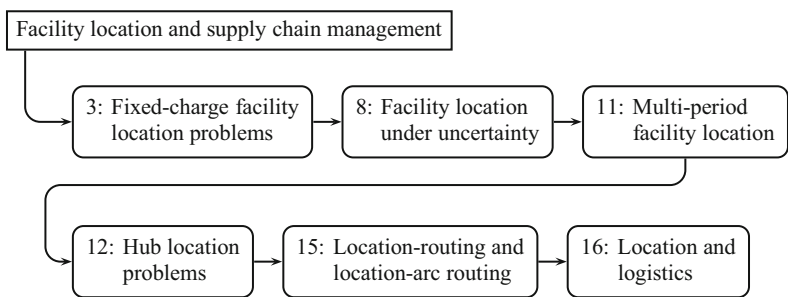 Facility location and supply chain management
3: Fixed-charge facility
location problems
8: Facility location
under uncertainty
11: Multi-period
facility location
12: Hub location
problems
15: Location-routing and
location-arc routing
16: Location and
logistics